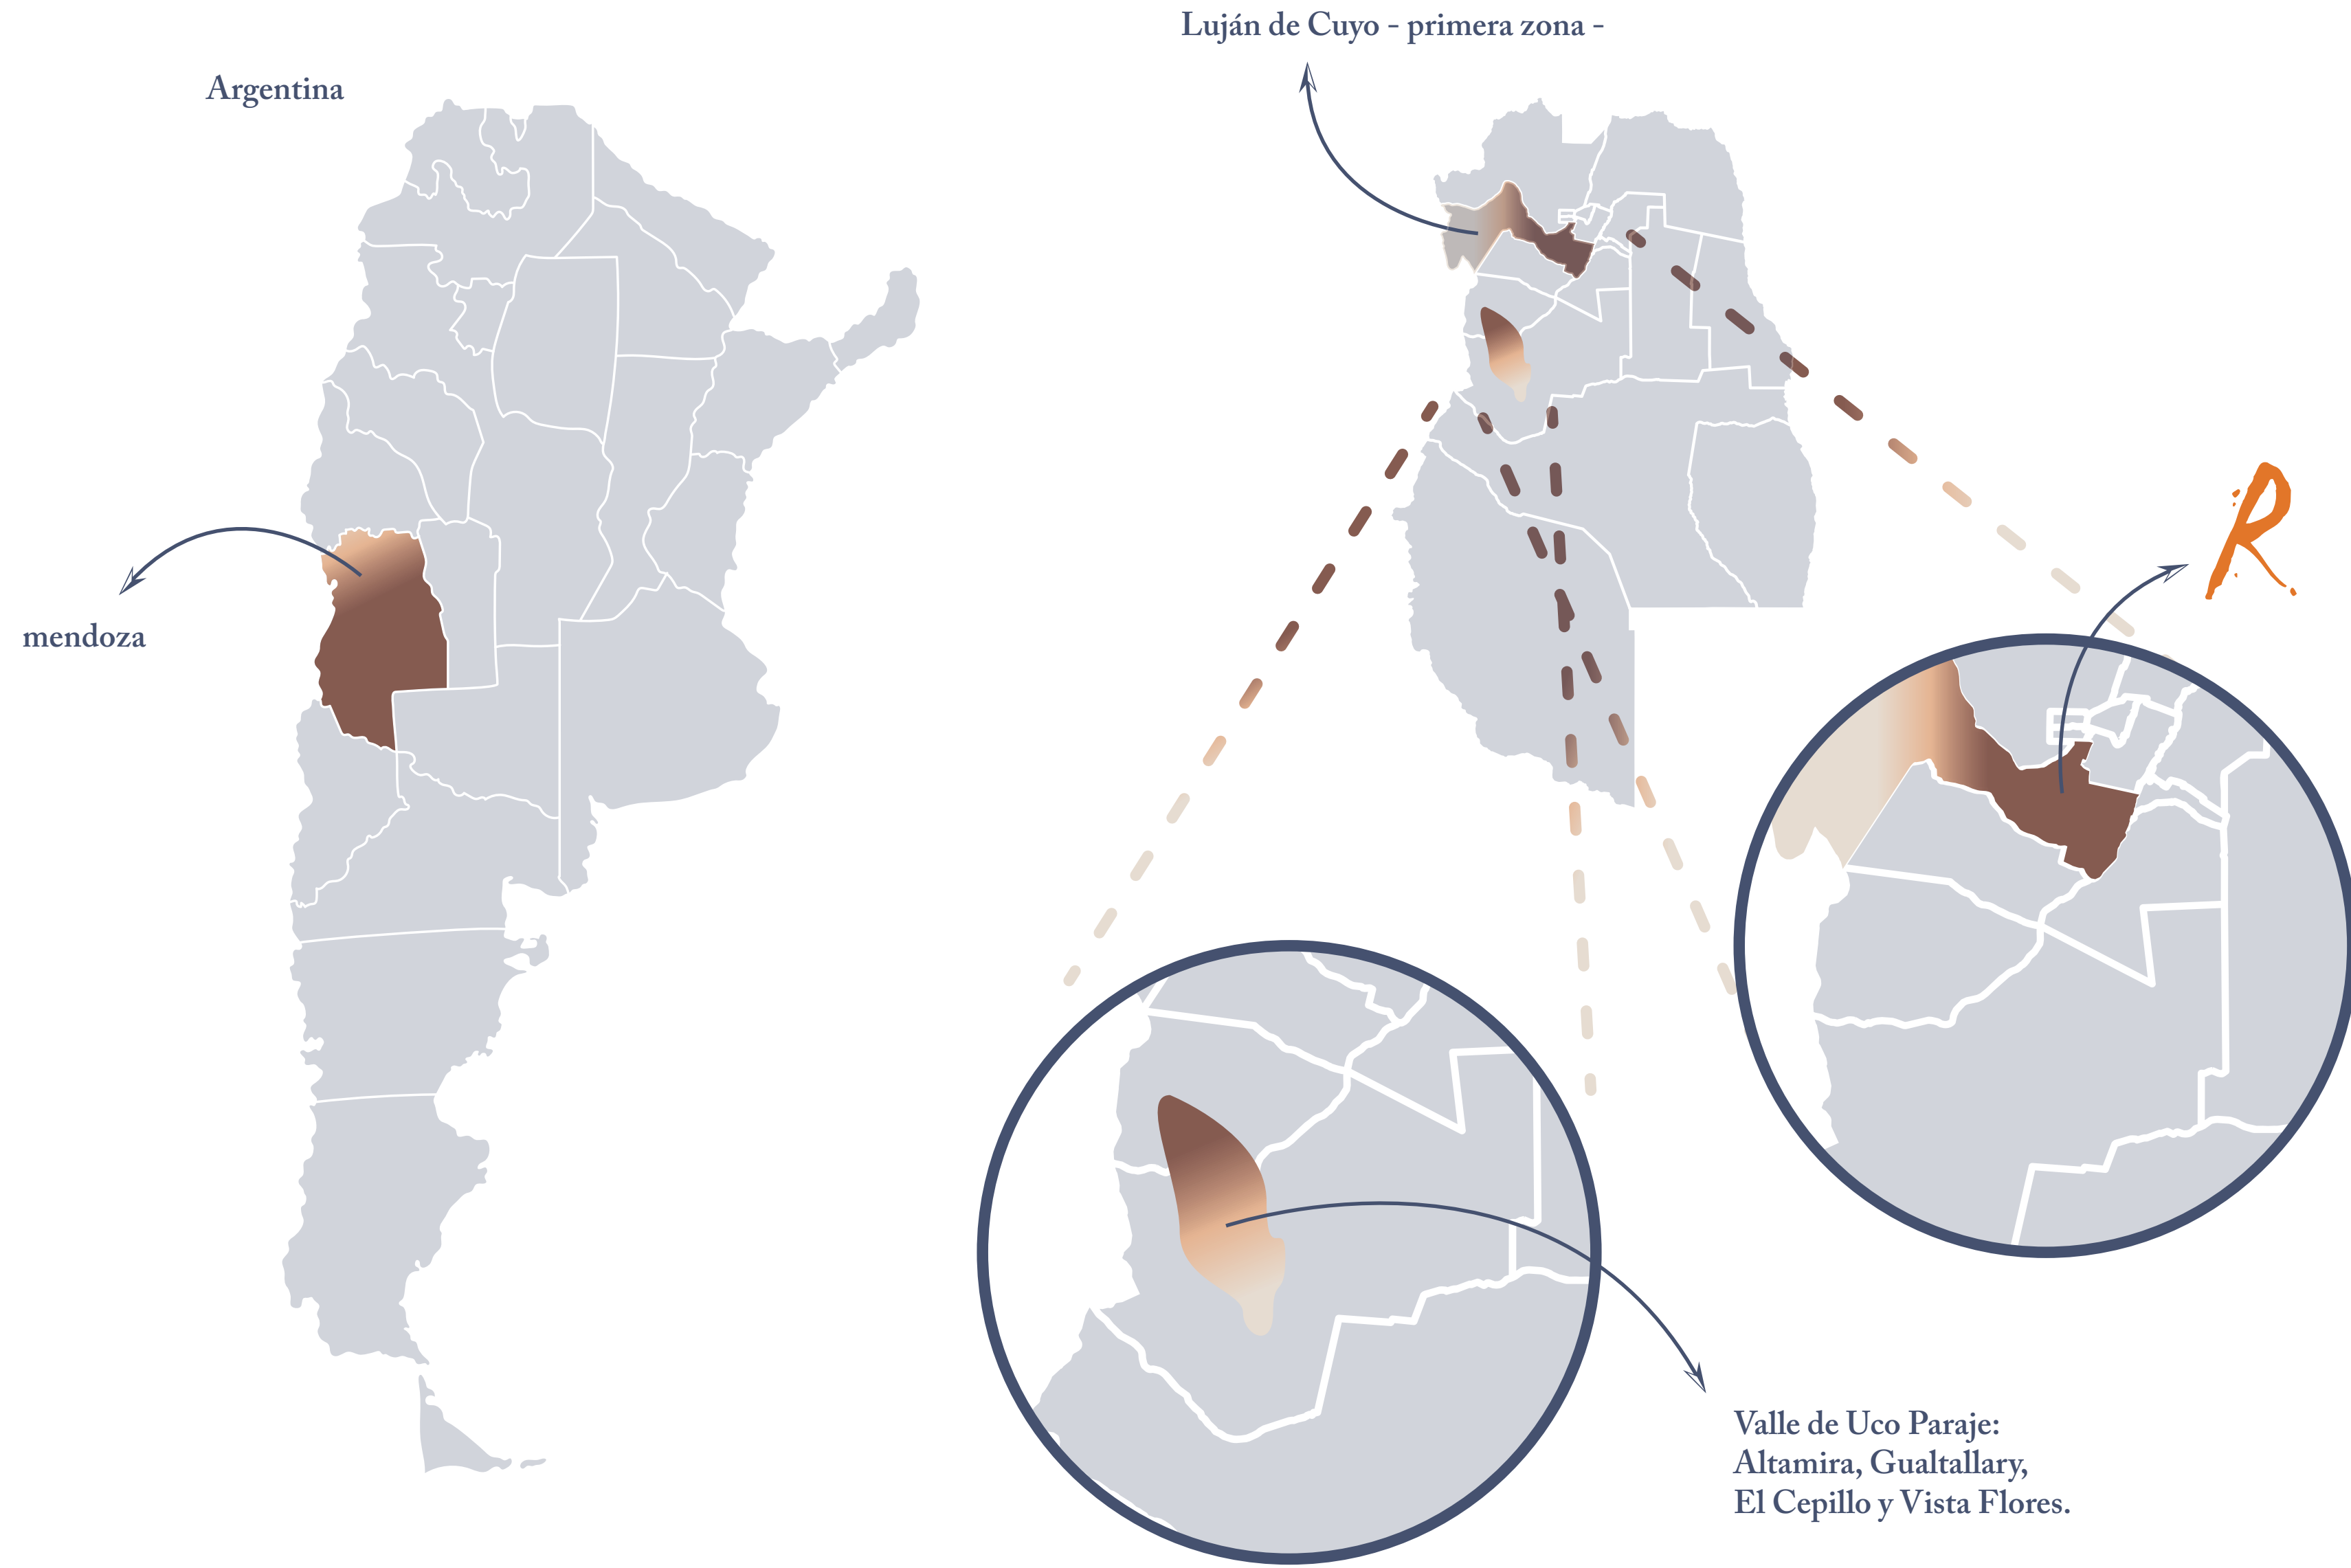 Luján de Cuyo - primera zona -
Argentina
R.
mendoza
Valle de Uco Paraje:
Altamira, Gualtallary,
El Cepillo y Vista Flores.